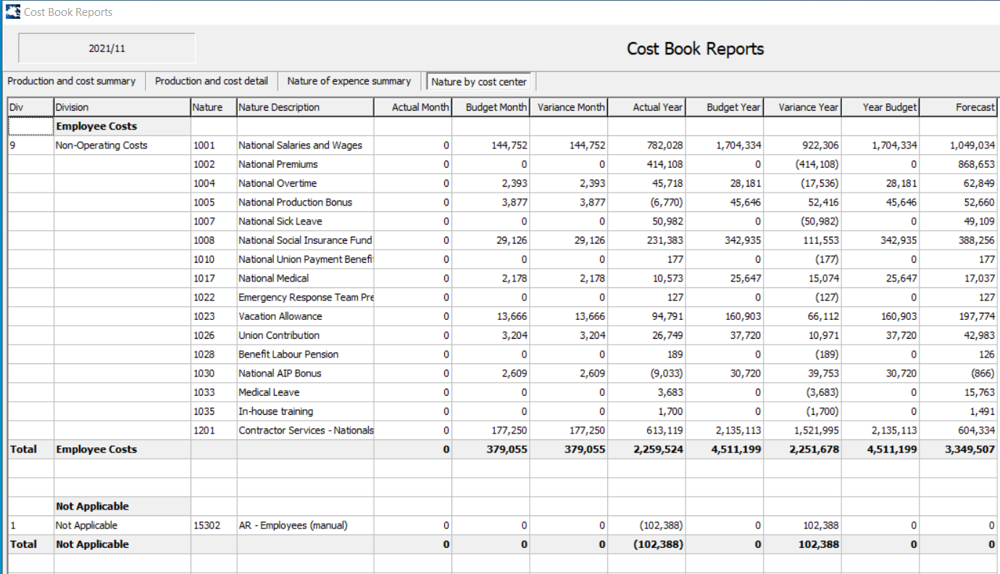 Cost Book Reports
2021/11
Cost Book Reports
Production and cost summary Production and cost detail Nature of expence summary Nature by cost center
Div Division Nature Nature Description Actual Month Budget Month Variance Month Actual Year Budget Year Variance Year Year Budget Forecast
Employee Costs
9 Non-Operating Costs 1001 National Salaries and Wages 0 144,752 144,752 782,028 1,704,334 922,306 1,704,334 1,049,034
1002 National Premiums 0 0 0 414,108 0 (414,108) 0 868,653
1004 National Overtime 0 2,393 2,393 45,718 28,181 (17,536) 28,181 62,849
1005 National Production Bonus 0 3,877 3,877 (6,770) 45,646 52,416 45,646 52,660
1007 National Sick Leave 0 0 0 50,982 0 (50,982) 0 49,109
1008 National Social Insurance Fund 0 29,126 29,126 231,383 342,935 111,553 342,935 388,256
1010 National Union Payment Benefi 0 0 0 177 0 (177) 0 177
1017 National Medical 0 2,178 2,178 10,573 25,647 15,074 25,647 17,037
1022 Emergency Response Team Pre 0 0 0 127 0 (127) 0 127
1023 Vacation Allowance 0 13,666 13,666 94,791 160,903 66,112 160,903 197,774
1026 Union Contribution 0 3,204 3,204 26,749 37,720 10,971 37,720 42,983
1028 Benefit Labour Pension 0 0 0 189 0 (189) 0 126
1030 National AIP Bonus 0 2,609 2,609 (9,033) 30,720 39,753 30,720 (866)
1033 Medical Leave 0 0 0 3,683 0 (3,683) 0 15,763
1035 In-house training 0 0 0 1,700 0 (1,700) 0 1,491
1201 Contractor Services - Nationals 0 177,250 177,250 613,119 2,135,113 1,521,995 2,135,113 604,334
Total Employee Costs 0 379,055 379,055 2,259,524 4,511,199 2,251,678 4,511,199 3,349,507
Not Applicable
1 Not Applicable 15302 AR - Employees (manual) 0 0 0 (102,388) 0 102,388 0 0
Total Not Applicable 0 0 0 (102,388) 0 102,388 0 0